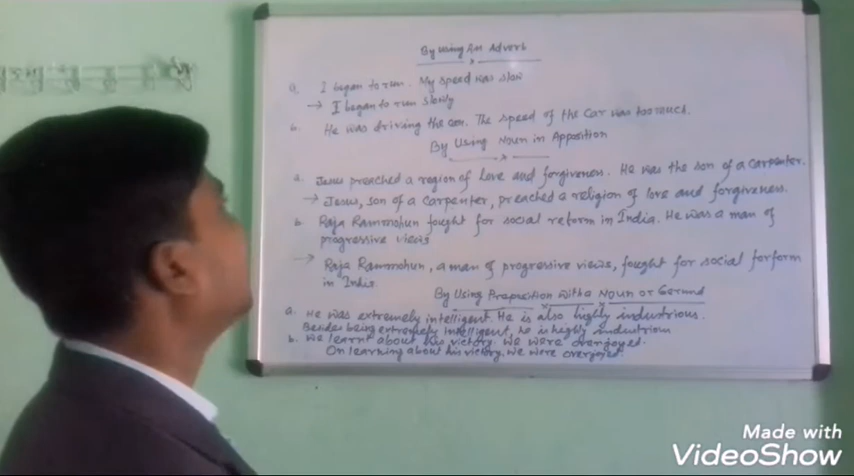 By using An Adverb
a. I began to run. My speed was slow
→ I began to run slowly
b. He was driving the car. The speed of the car was too much.
By Using Noun in Apposition
a. Jesus preached a region of love and forgiveness. He was the son of a carpenter.
→ Jesus, son of a carpenter, preached a religion of love and forgiveness.
b. Raja Rammohun fought for social reform in India. He was a man of
progressive views
→ Raja Rammohun, a man of progressive views, fought for social forform
in India
By Using Preposition with a Noun or Gerund
a. He was extremely intelligent. He is also highly industrious.
Besides being extremely intelligent, he is highly industrious
b. We learnt about his victory. We were overjoyed.
On learning about his victory, we were overjoyed.
Made with
VideoShow